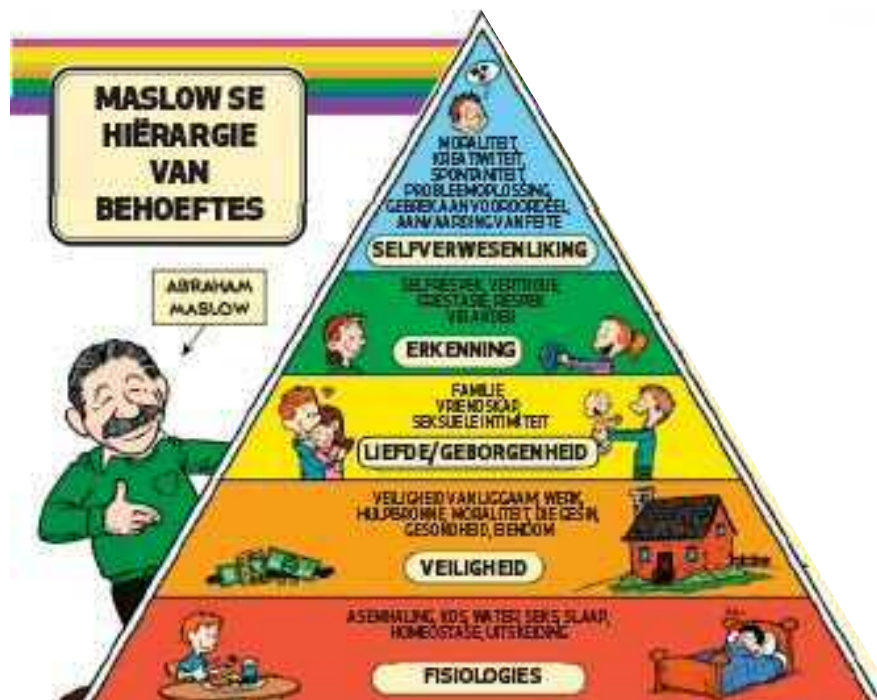 MASLOW SE
HIËRARGIE
VAN
BEHOEFTES
ABRAHAM
MASLOW
MORALITEIT,
KREATIWITEIT,
SPONTANITEIT,
PROBLEEMOPLOSSING,
GEBREK AAN VOOROORDEEL,
AANVAARDING VAN FEITE
SELFVERWESENLIKING
SELFRESPEK, VERTROUE,
PRESTASIE, RESPEK
ERKENNING
FAMILIE,
VRIENDSKAP,
SEKSUELE INTIMITEIT
LIEFDE/GEBORGENHEID
VEILIGHEID VAN LIGGAAM, WERK,
HULPBRONNE, MORALITEIT, DIE GESIN,
GESONDHEID, EIENDOM
VEILIGHEID
ASEMHALING, KOS, WATER, SEKS, SLAAP,
HOMEOSTASE, UITSKEIDING
FISIOLOGIES